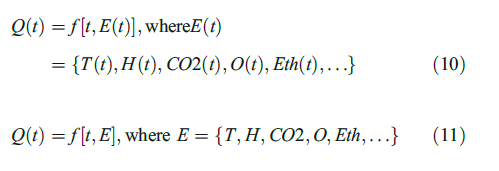 Q(t) = f[t, E(t)], whereE(t)
= {T(t), H(t), CO2(t), O(t), Eth(t), ...} (10)
Q(t) = f[t, E], where E = {T, H, CO2, O, Eth, ...} (11)